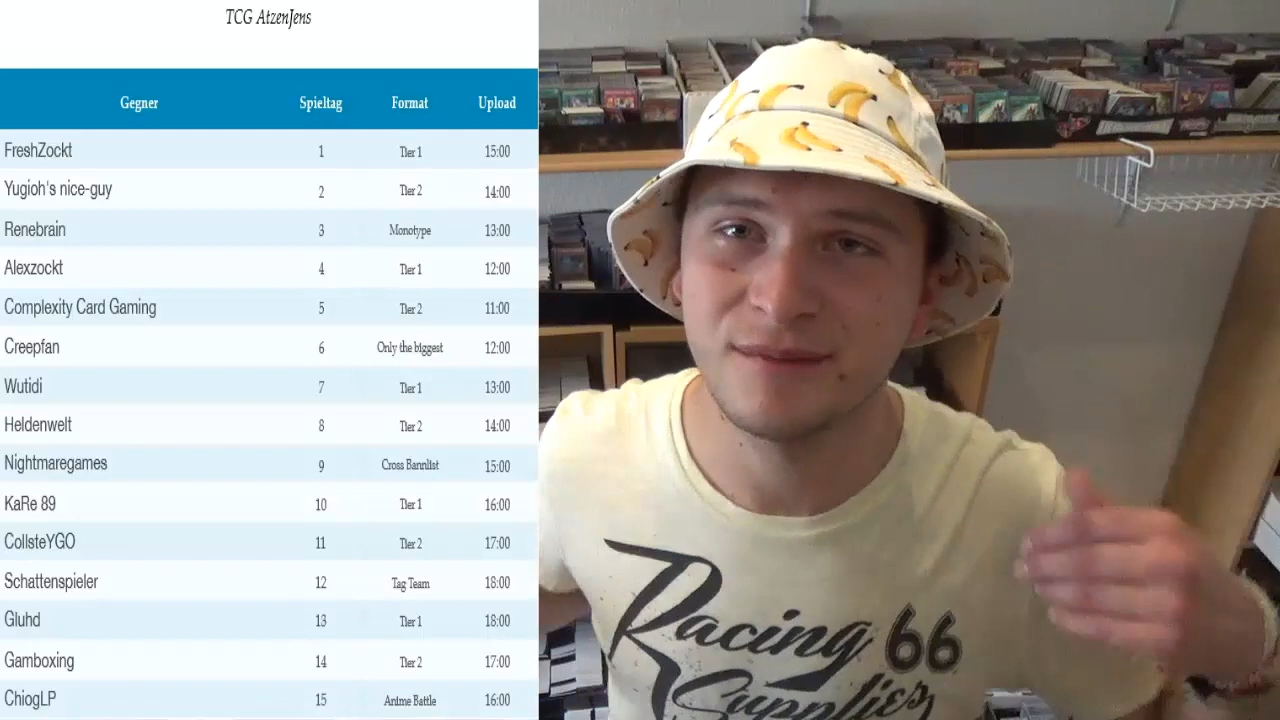 TCG AtzenJens
Gegner Spieltag Format Upload
FreshZockt 1 Tier 1 15:00
Yugioh's nice-guy 2 Tier 2 14:00
Renebrain 3 Monotype 13:00
Alexzockt 4 Tier 1 12:00
Complexity Card Gaming 5 Tier 2 11:00
Creepfan 6 Only the biggest 12:00
Wutidi 7 Tier 1 13:00
Heldenwelt 8 Tier 2 14:00
Nightmaregames 9 Cross Bannlist 15:00
KaRe 89 10 Tier 1 16:00
CollsteYGO 11 Tier 2 17:00
Schattenspieler 12 Tag Team 18:00
Gluhd 13 Tier 1 18:00
Gamboxing 14 Tier 2 17:00
ChiogLP 15 Anime Battle 16:00
Racing 66
Supplies